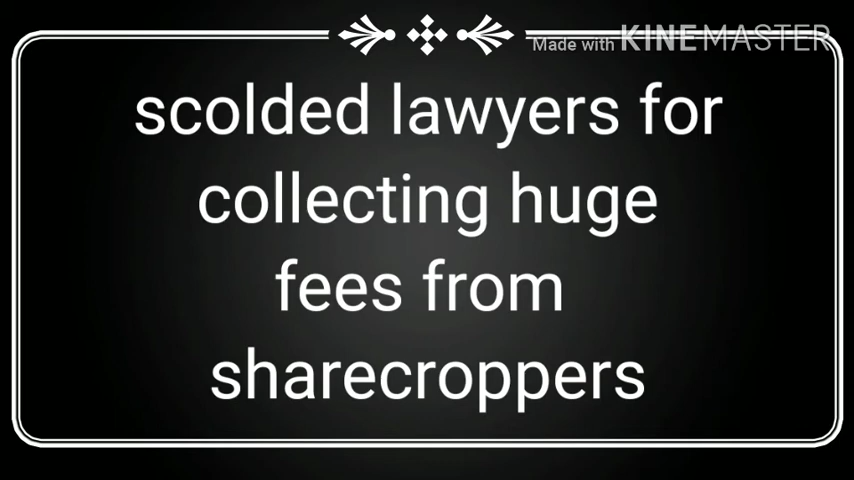 Made with KINEMASTER
scolded lawyers for
collecting huge
fees from
sharecroppers